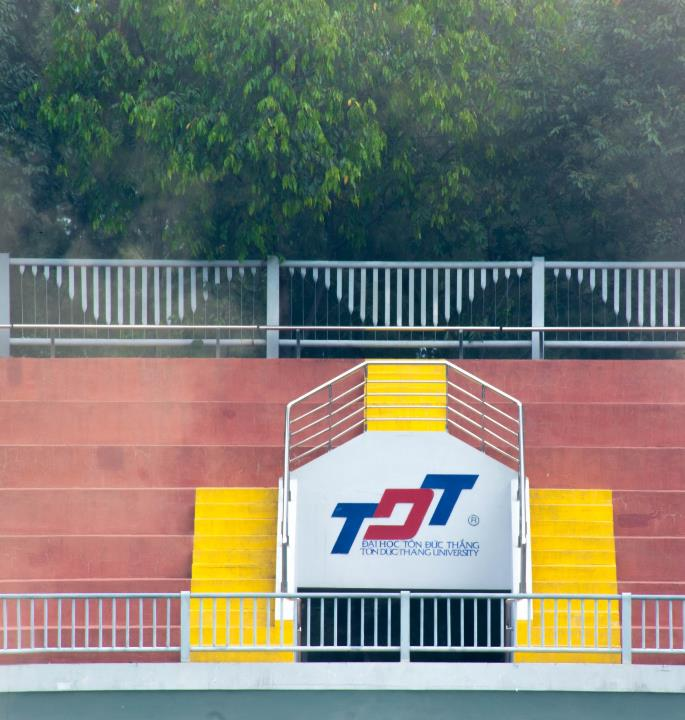 TDT ®
ĐẠI HỌC TÔN ĐỨC THẮNG
TON DUC THANG UNIVERSITY